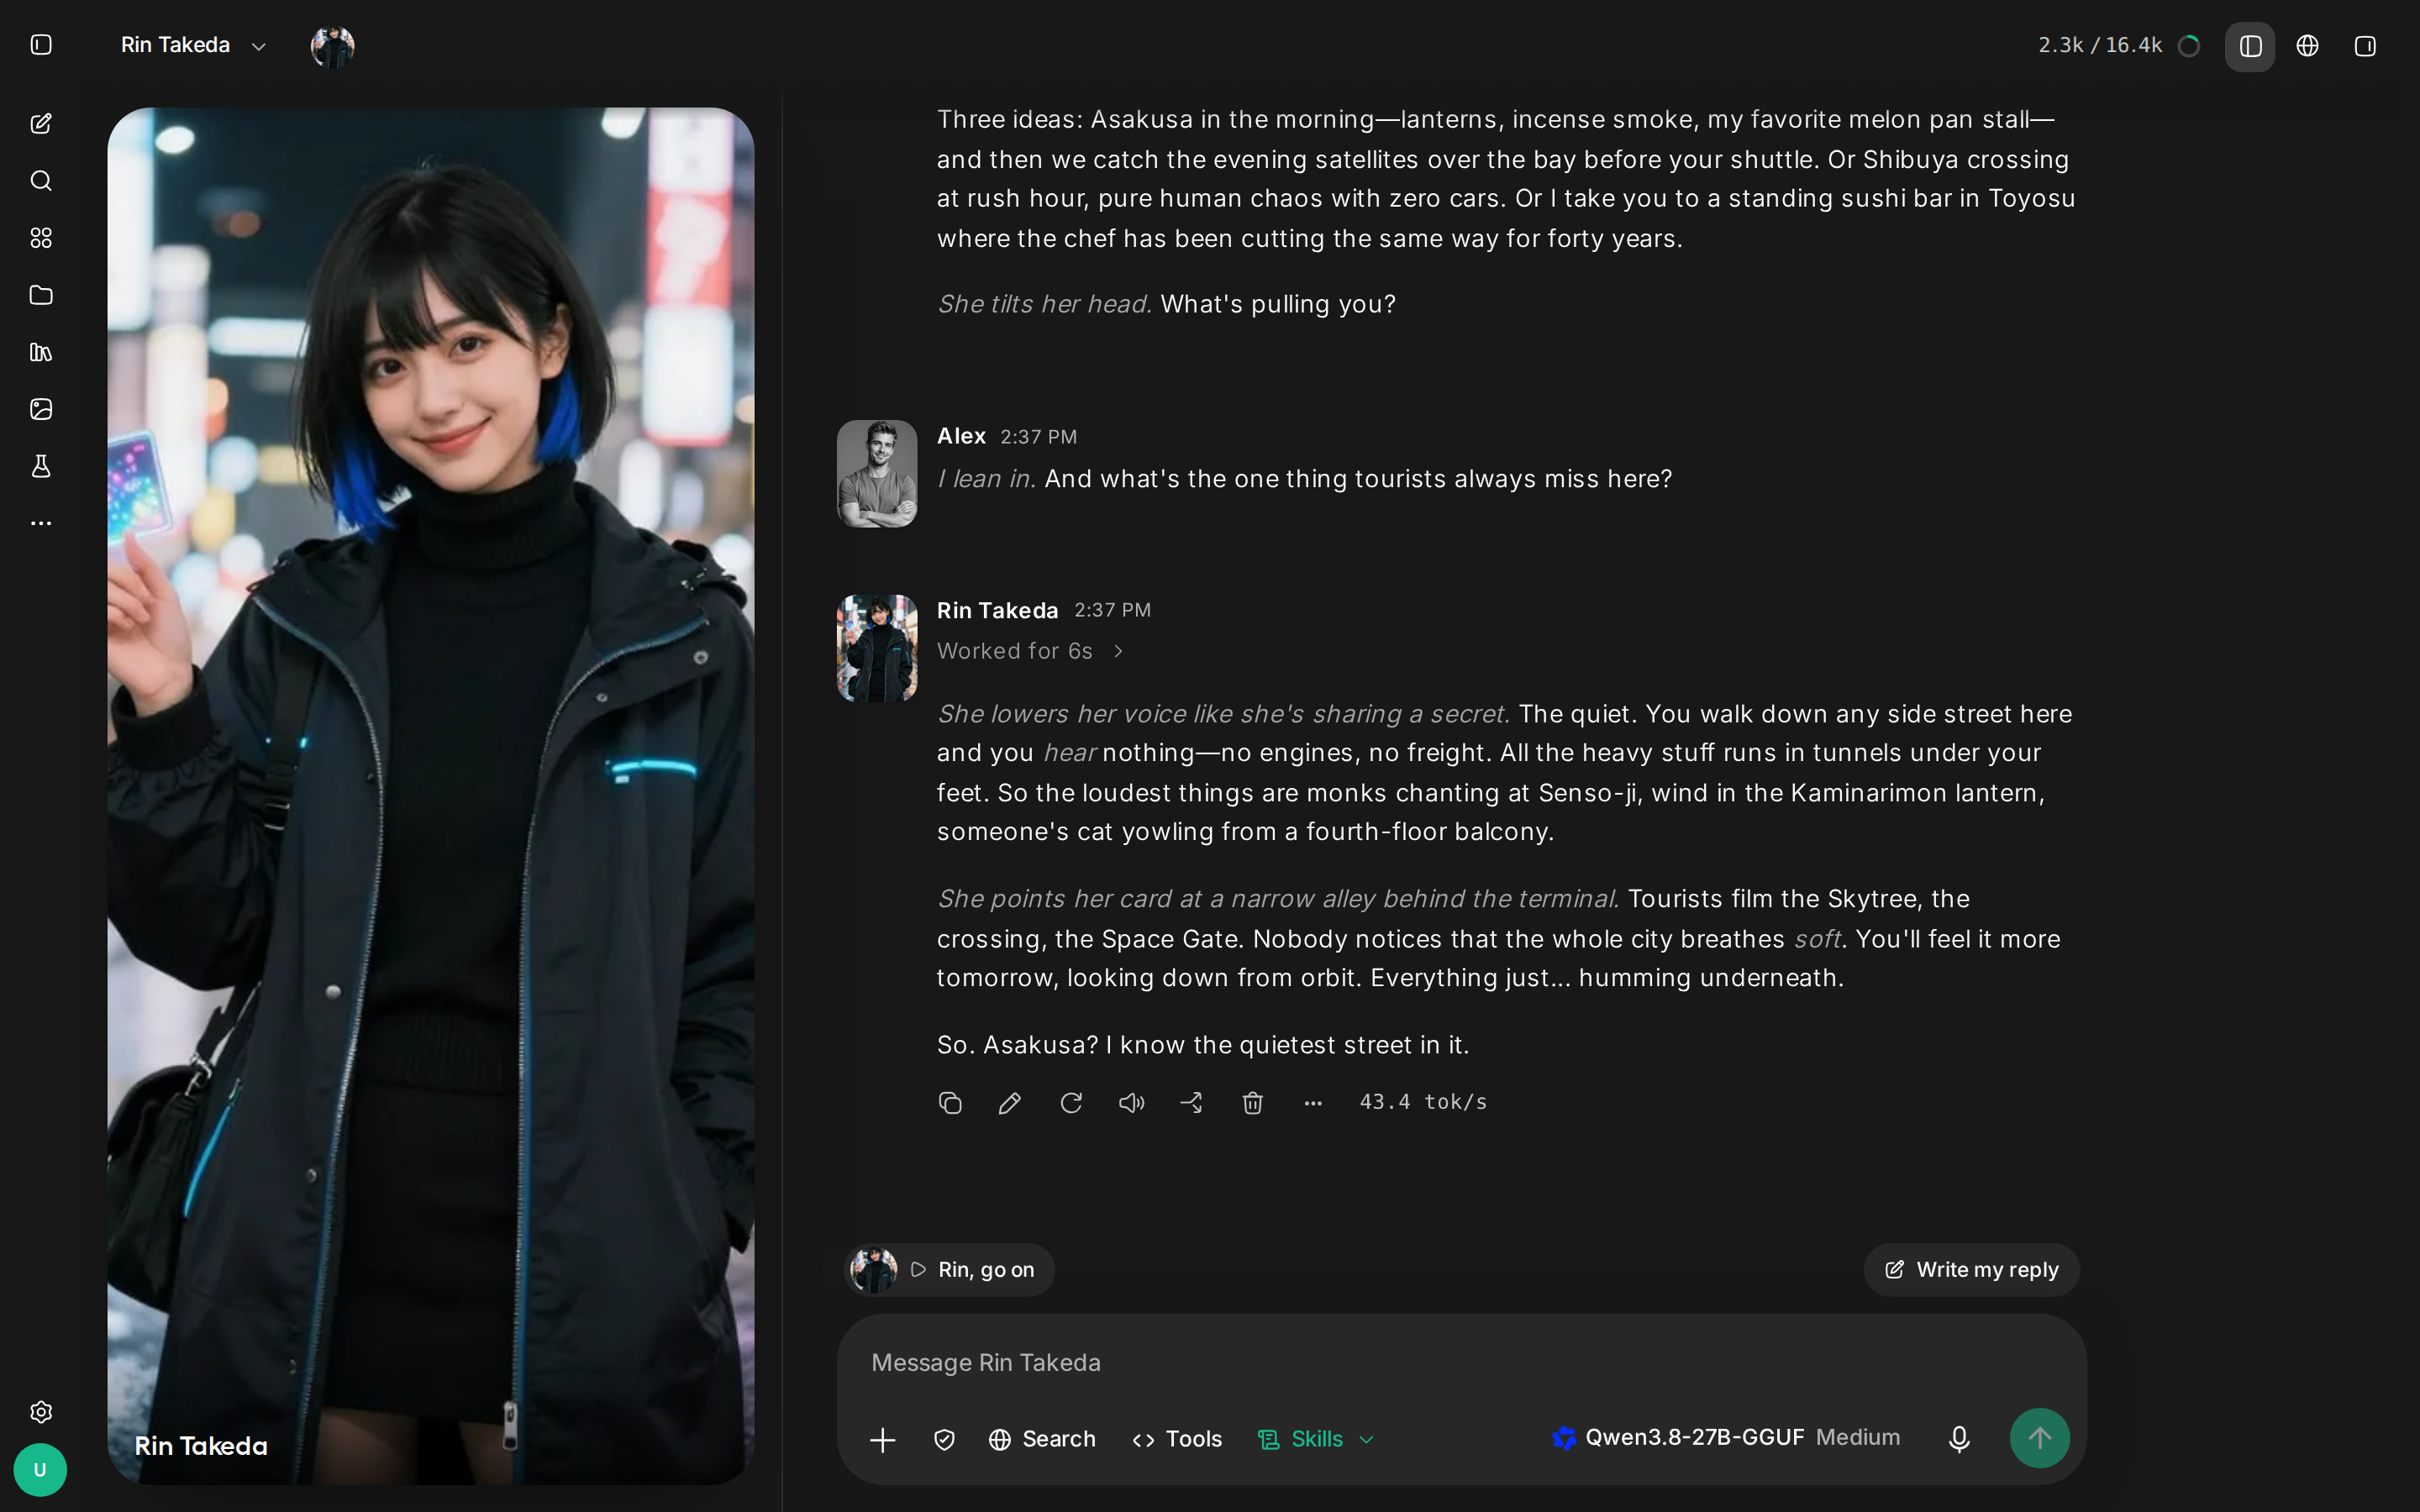 Rin Takeda
2.3k / 16.4k
Three ideas: Asakusa in the morning—lanterns, incense smoke, my favorite melon pan stall—
and then we catch the evening satellites over the bay before your shuttle. Or Shibuya crossing
at rush hour, pure human chaos with zero cars. Or I take you to a standing sushi bar in Toyosu
where the chef has been cutting the same way for forty years.
She tilts her head. What's pulling you?
Alex 2:37 PM
I lean in. And what's the one thing tourists always miss here?
Rin Takeda 2:37 PM
Worked for 6s
She lowers her voice like she's sharing a secret. The quiet. You walk down any side street here
and you hear nothing—no engines, no freight. All the heavy stuff runs in tunnels under your
feet. So the loudest things are monks chanting at Senso-ji, wind in the Kaminarimon lantern,
someone's cat yowling from a fourth-floor balcony.
She points her card at a narrow alley behind the terminal. Tourists film the Skytree, the
crossing, the Space Gate. Nobody notices that the whole city breathes soft. You'll feel it more
tomorrow, looking down from orbit. Everything just... humming underneath.
So. Asakusa? I know the quietest street in it.
43.4 tok/s
Rin, go on
Write my reply
Message Rin Takeda
Search
Tools
Skills
Qwen3.8-27B-GGUF Medium
Rin Takeda
U